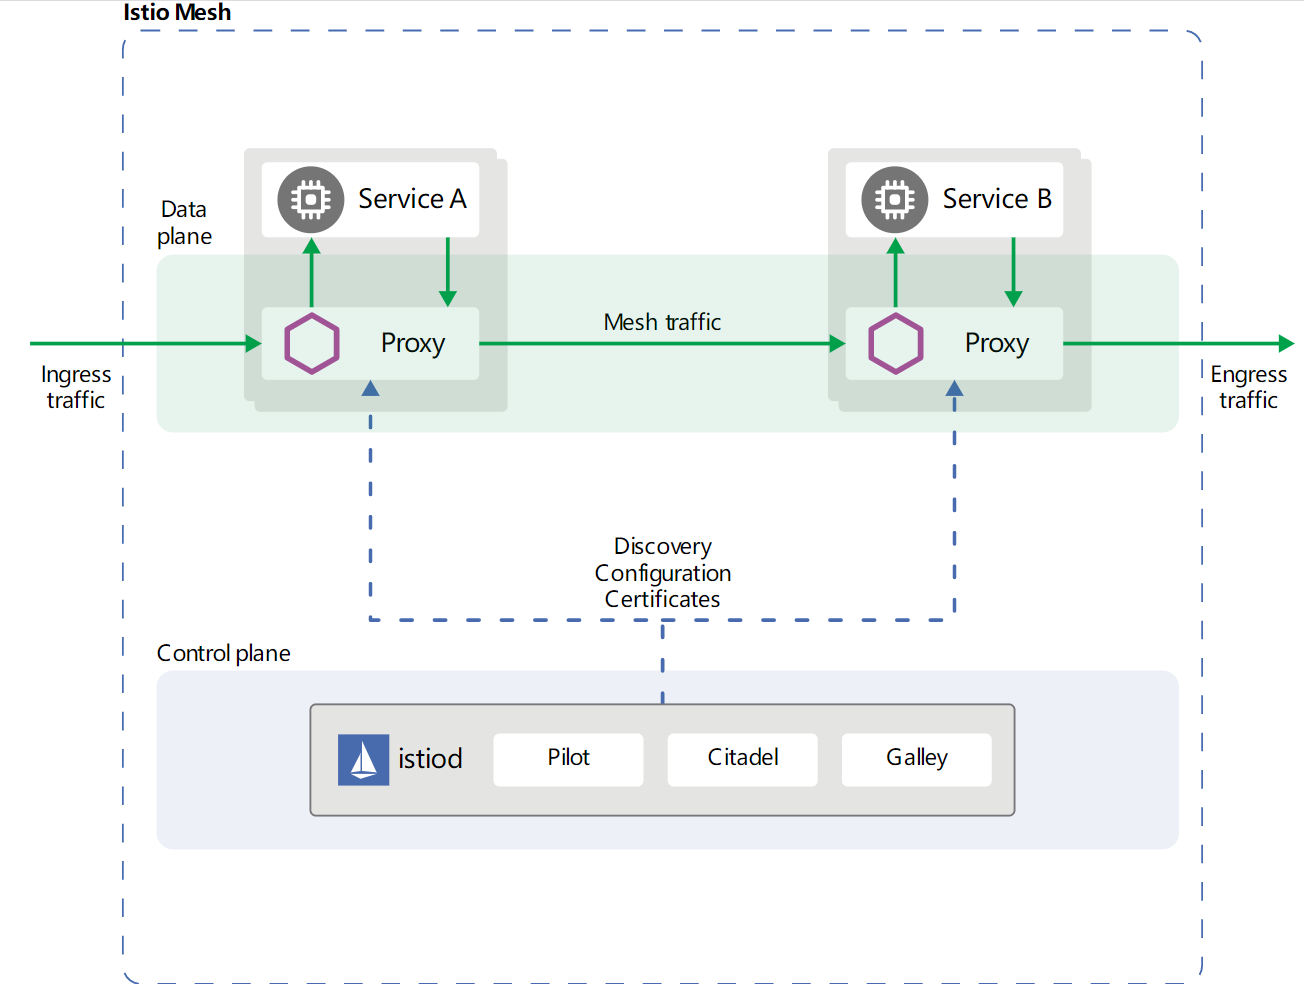 Istio Mesh
Data
plane
Service A
Service B
Proxy
Mesh traffic
Proxy
Ingress
traffic
Engress
traffic
Discovery
Configuration
Certificates
Control plane
istiod
Pilot
Citadel
Galley